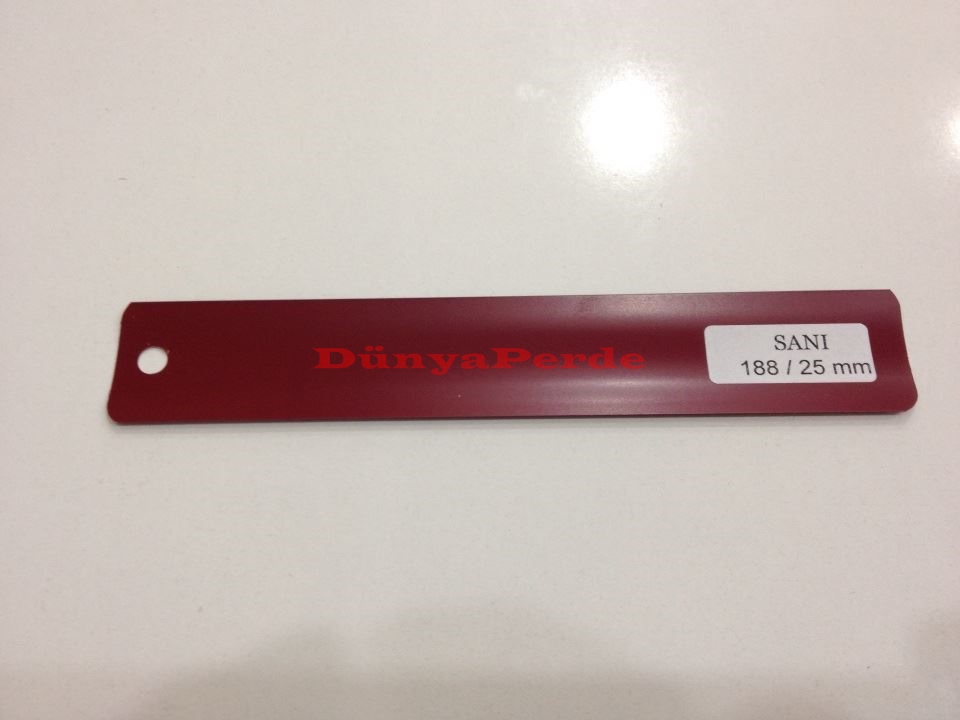 DünyaPerde
SANI
188 / 25 mm